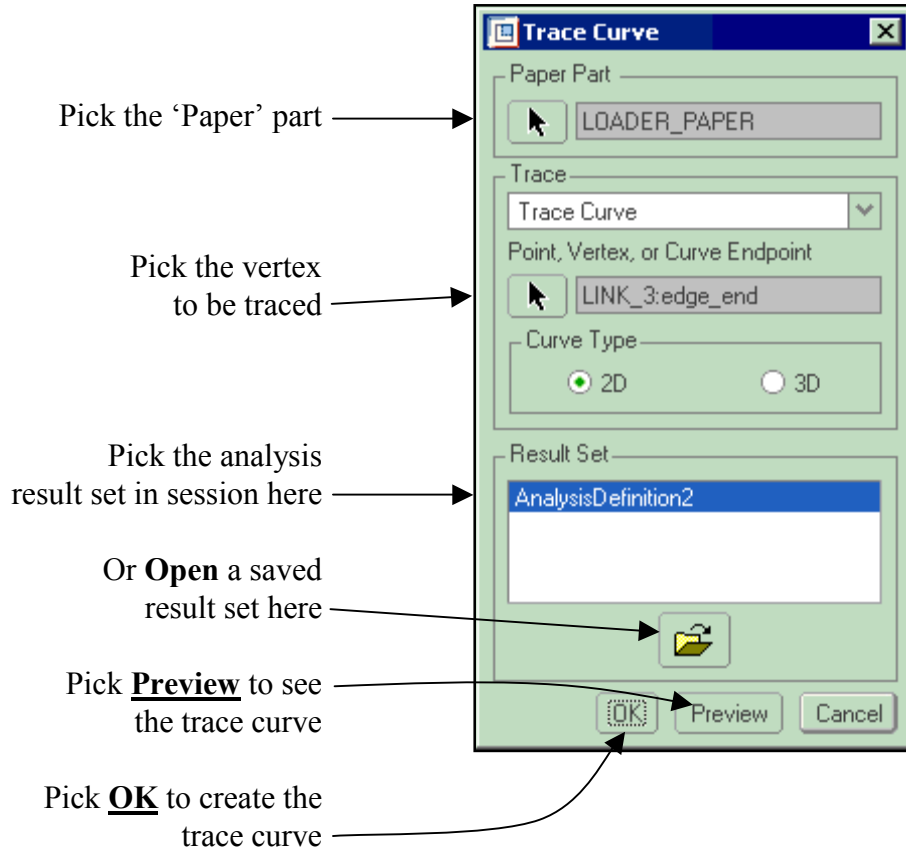 Trace Curve
Paper Part
Pick the ‘Paper’ part
LOADER_PAPER
Trace
Trace Curve
Point, Vertex, or Curve Endpoint
Pick the vertex
to be traced
LINK_3:edge_end
Curve Type
2D
3D
Result Set
Pick the analysis
result set in session here
AnalysisDefinition2
Or Open a saved
result set here
Pick Preview to see
the trace curve
OK
Preview
Cancel
Pick OK to create the
trace curve